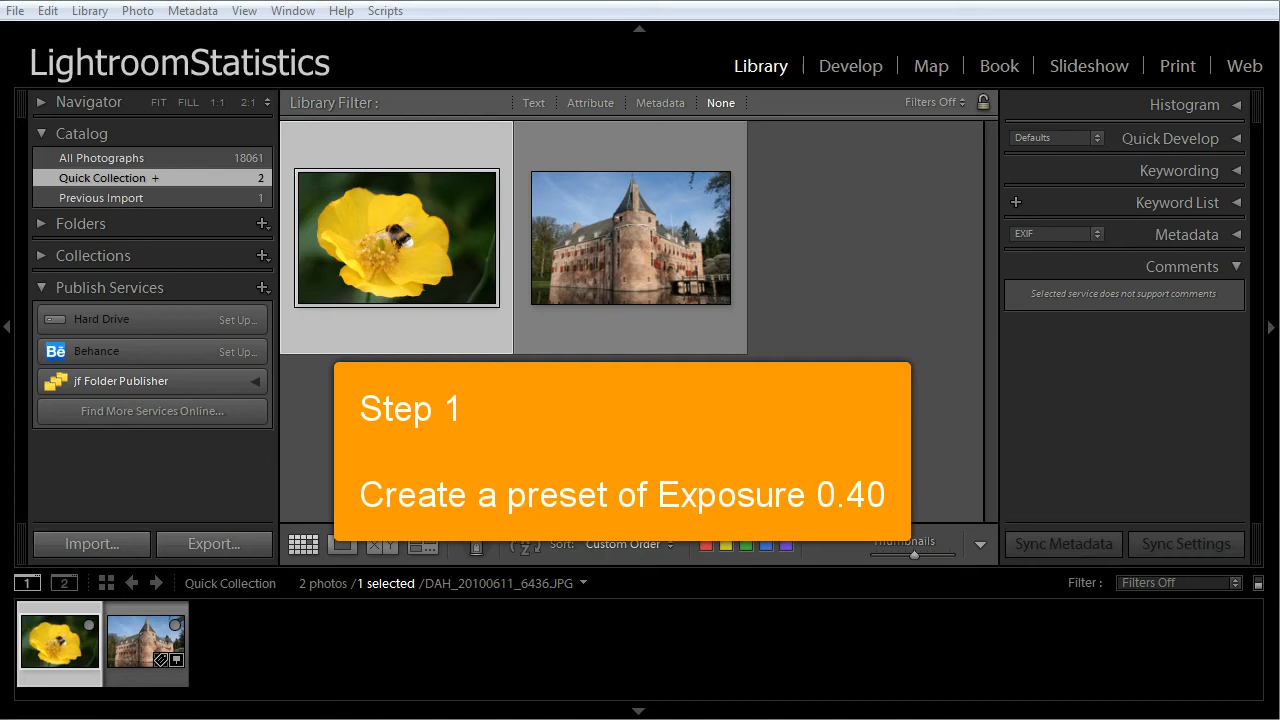 File Edit Library Photo Metadata View Window Help Scripts
LightroomStatistics
Library Develop Map Book Slideshow Print Web
Navigator FIT FILL 1:1 2:1
Library Filter : Text Attribute Metadata None Filters Off
Histogram
Catalog
Defaults Quick Develop
All Photographs 18061
Quick Collection + 2
Previous Import 1
Keywording
Keyword List
Folders
EXIF Metadata
Collections
Comments
Publish Services
Selected service does not support comments
Hard Drive Set Up...
Bē Behance Set Up...
jf Folder Publisher
Find More Services Online...
Step 1
Create a preset of Exposure 0.40
Import... Export...
XY
Sort: Custom Order
Thumbnails
Sync Metadata Sync Settings
1 2 Quick Collection 2 photos / 1 selected / DAH_20100611_6436.JPG Filter : Filters Off